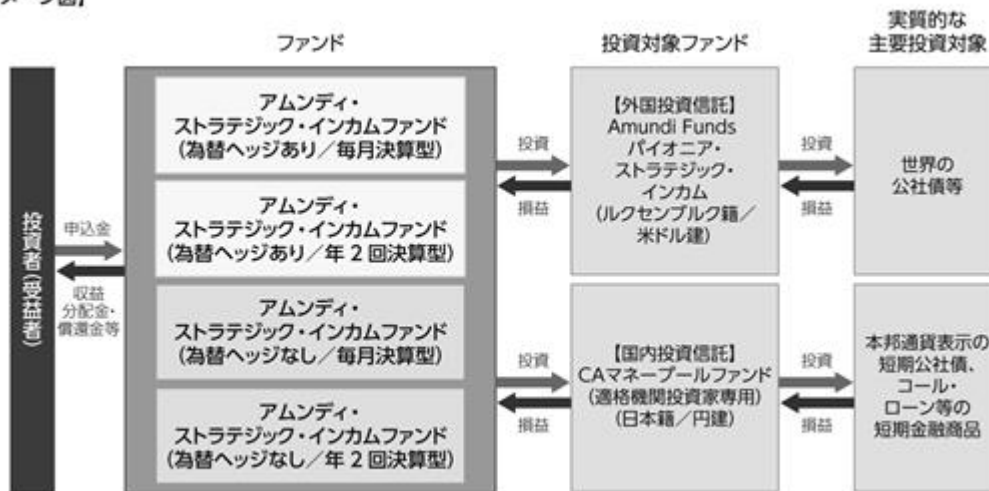 ファンド
投資対象ファンド
実質的な
主要投資対象
投資者(受益者)
申込金
収益
分配金・
償還金等
アムンディ・
ストラテジック・インカムファンド
(為替ヘッジあり／毎月決算型)
アムンディ・
ストラテジック・インカムファンド
(為替ヘッジあり／年2回決算型)
アムンディ・
ストラテジック・インカムファンド
(為替ヘッジなし／毎月決算型)
アムンディ・
ストラテジック・インカムファンド
(為替ヘッジなし／年2回決算型)
投資
損益
【外国投資信託】
Amundi Funds
パイオニア・
ストラテジック・
インカム
(ルクセンブルク籍／
米ドル建)
投資
損益
世界の
公社債等
投資
損益
【国内投資信託】
CAマネープールファンド
(適格機関投資家専用)
(日本籍／円建)
投資
損益
本邦通貨表示の
短期公社債、
コール・
ローン等の
短期金融商品